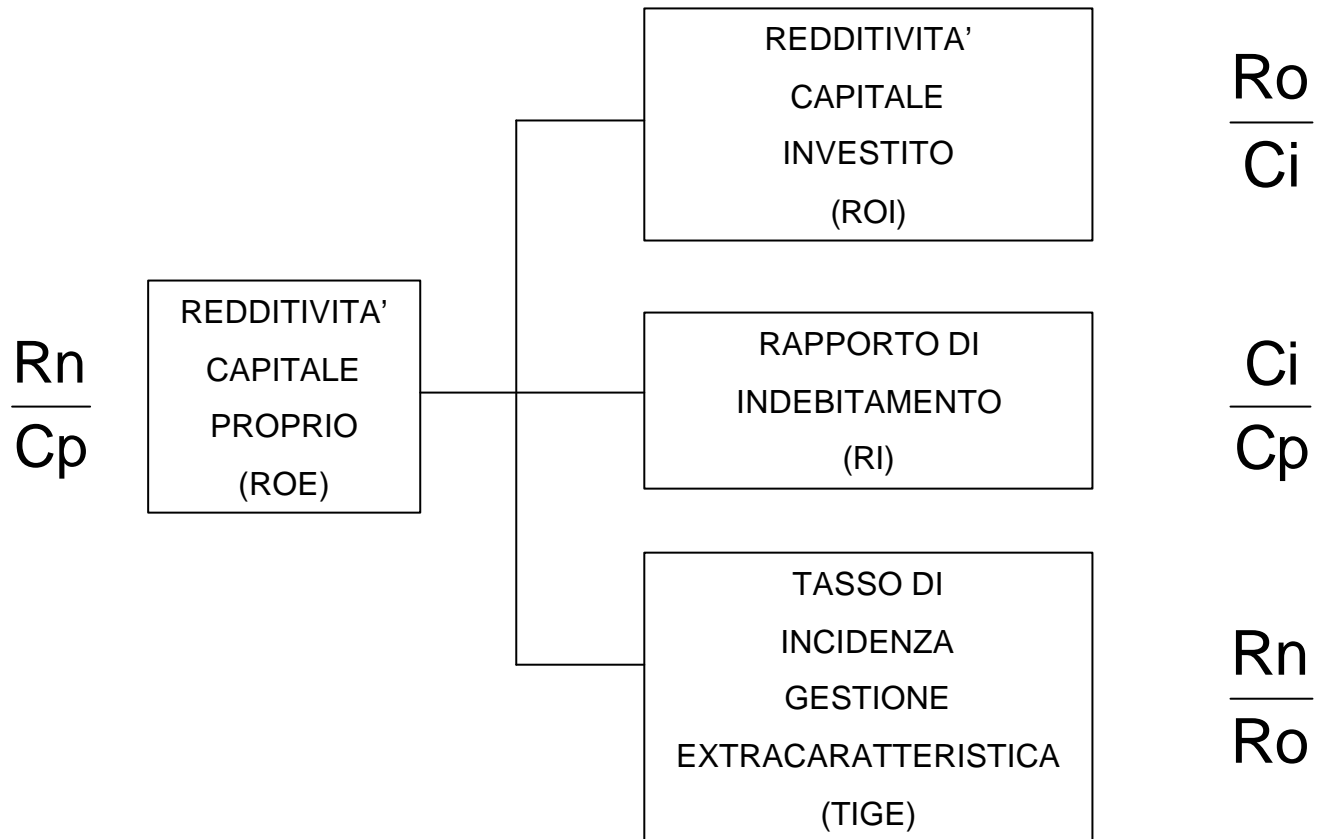 Rn
Cp
REDDITIVITA’
CAPITALE
PROPRIO
(ROE)
REDDITIVITA’
CAPITALE
INVESTITO
(ROI)
Ro
Ci
RAPPORTO DI
INDEBITAMENTO
(RI)
Ci
Cp
TASSO DI
INCIDENZA
GESTIONE
EXTRACARATTERISTICA
(TIGE)
Rn
Ro